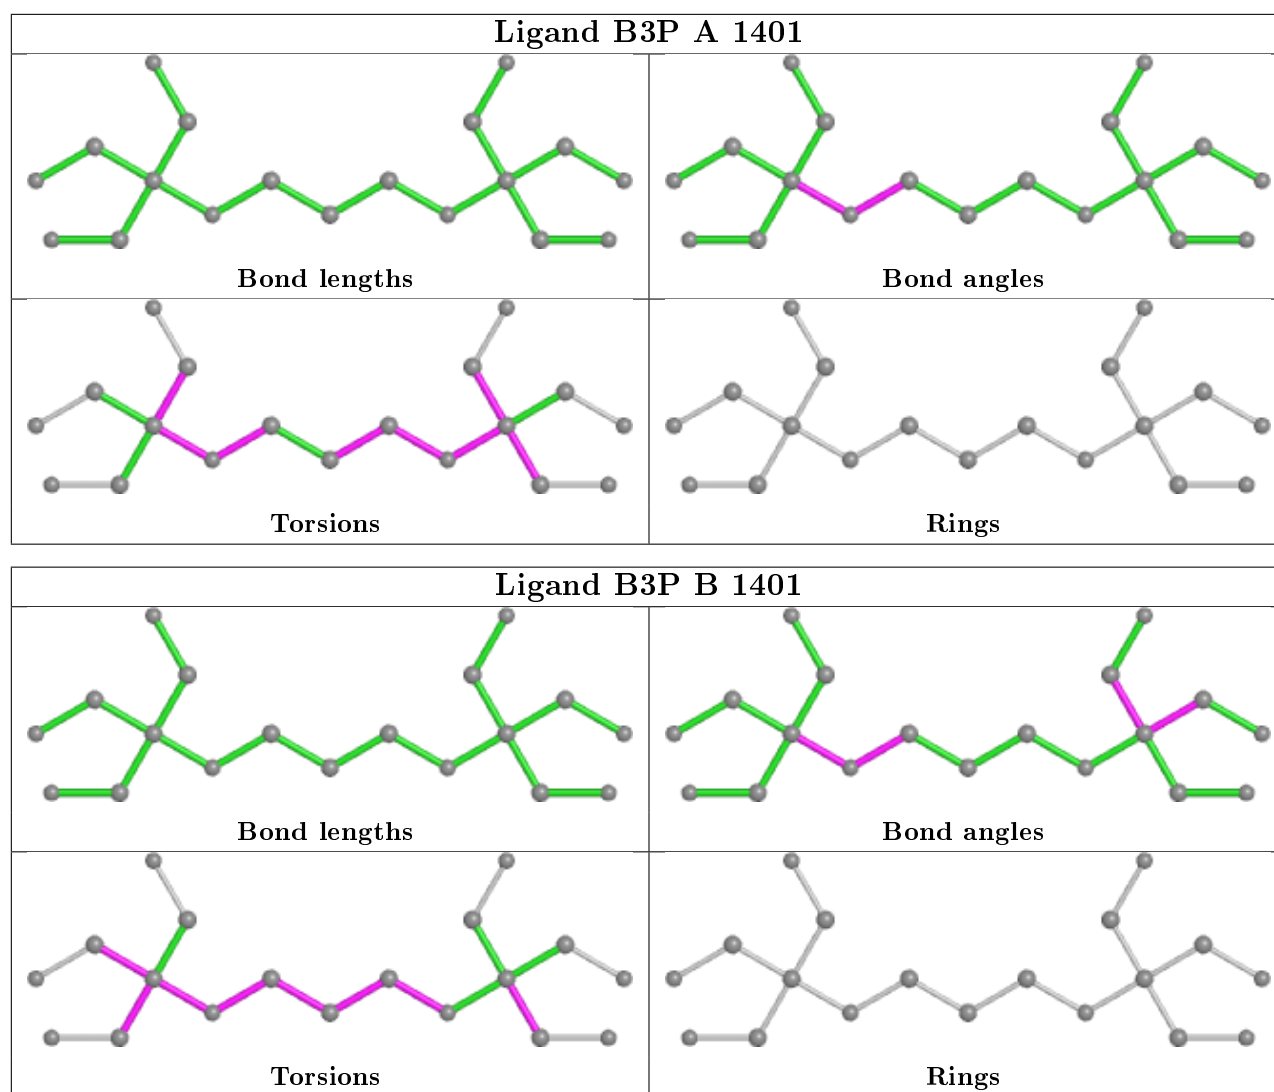 Ligand B3P A 1401
Bond lengths
Bond angles
Torsions
Rings
Ligand B3P B 1401
Bond lengths
Bond angles
Torsions
Rings